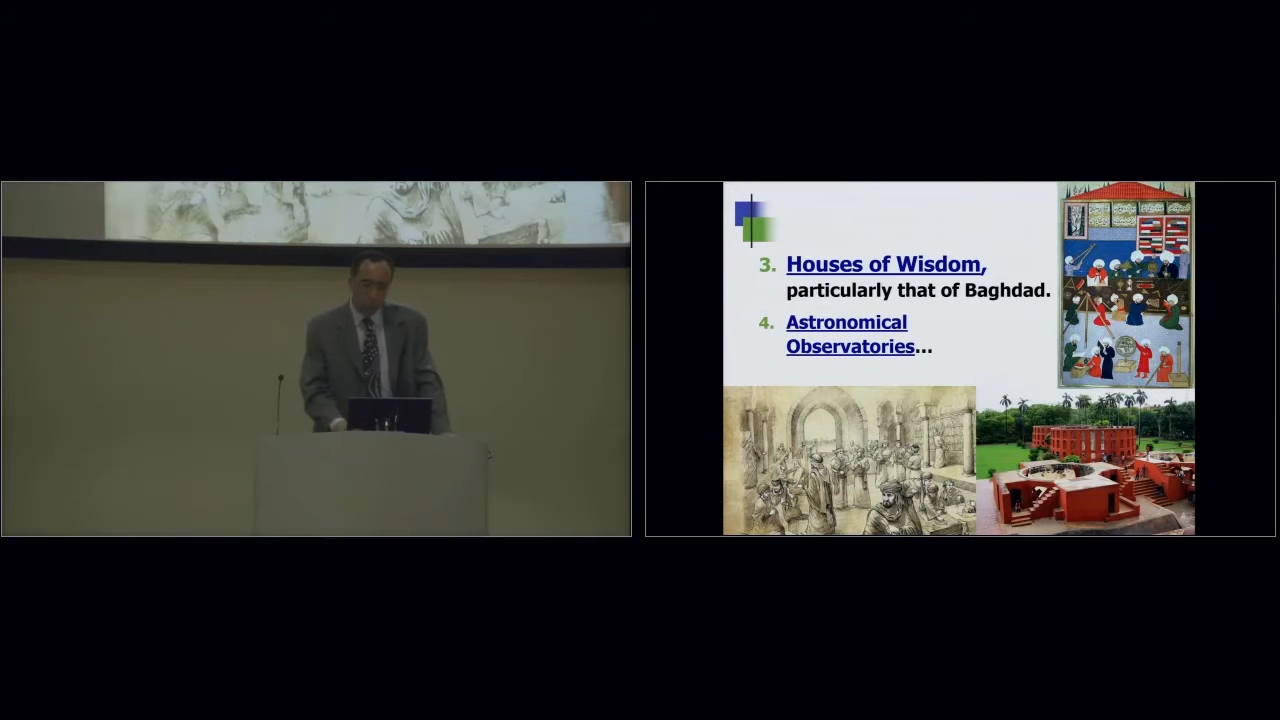 3. Houses of Wisdom,
particularly that of Baghdad.
4. Astronomical
Observatories...